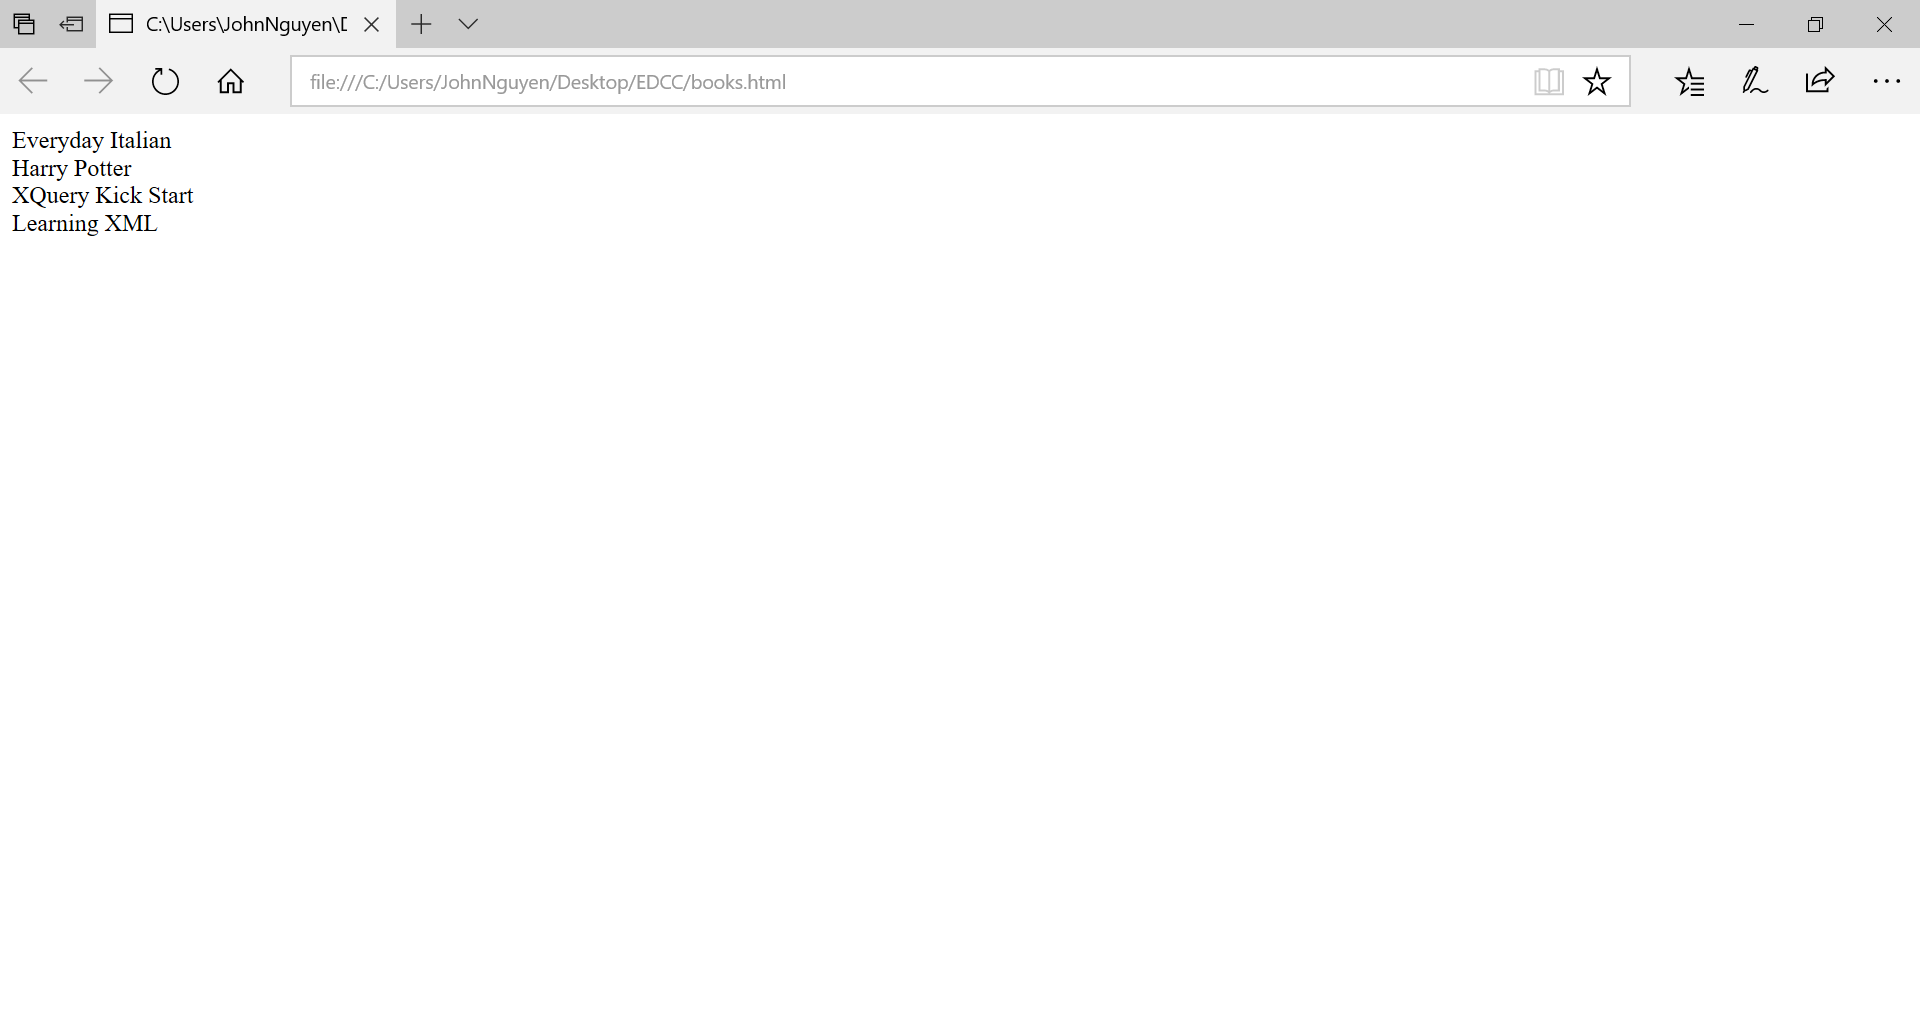 C:\Users\JohnNguyen\D
file:///C:/Users/JohnNguyen/Desktop/EDCC/books.html
Everyday Italian
Harry Potter
XQuery Kick Start
Learning XML